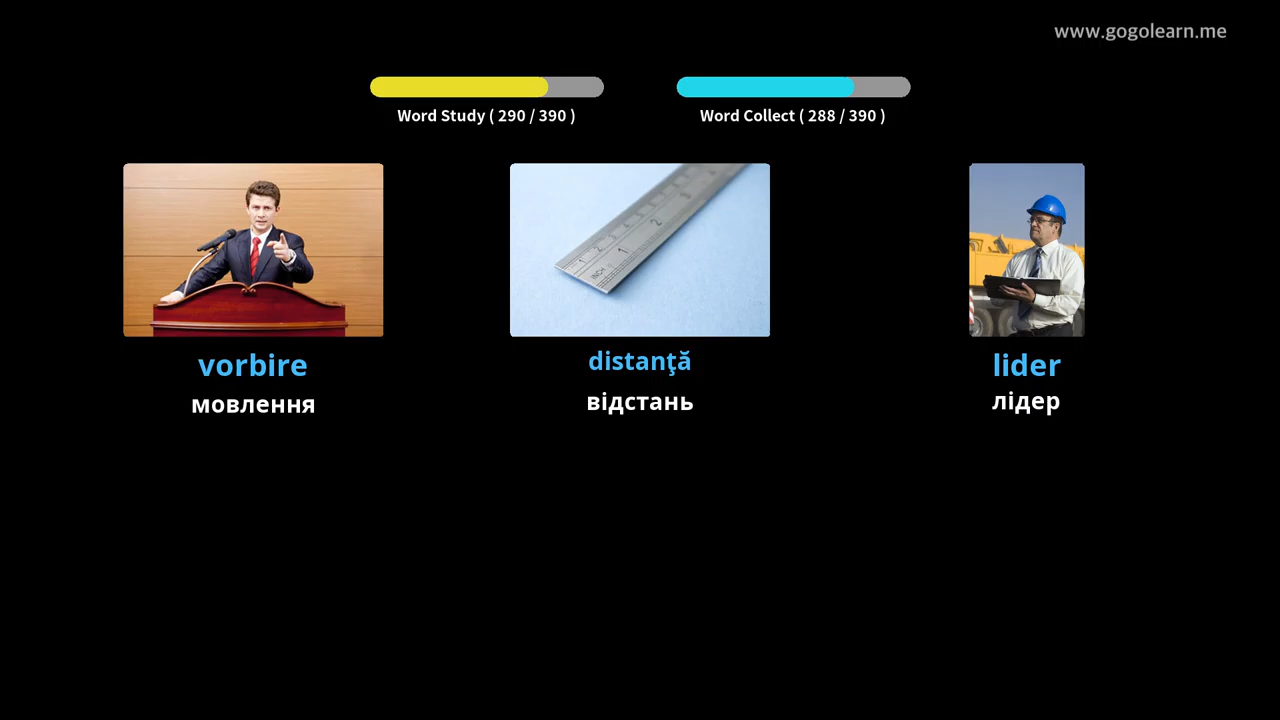 www.gogolearn.me
Word Study ( 290 / 390 )
Word Collect ( 288 / 390 )
vorbire
мовлення
distanţă
відстань
lider
лідер